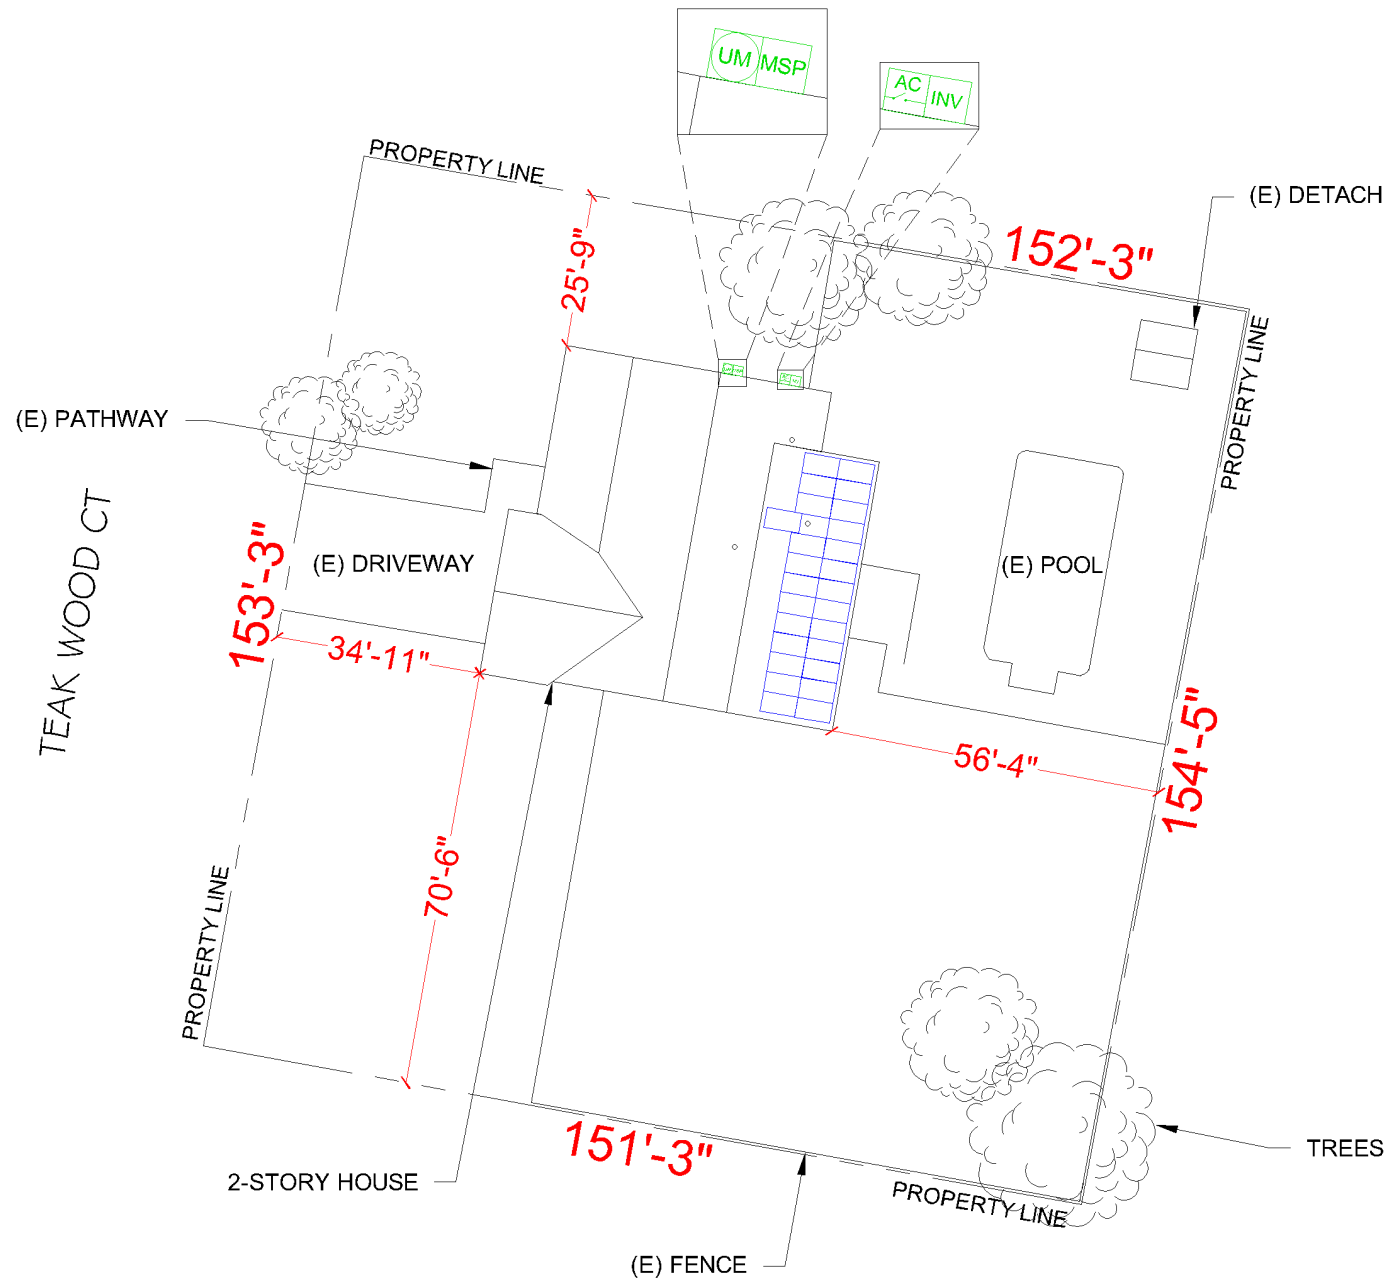 UM MSP
AC INV
PROPERTY LINE
(E) DETACH
152'-3"
25'-9"
PROPERTY LINE
(E) PATHWAY
TEAK WOOD CT
153'-3"
(E) DRIVEWAY
(E) POOL
34'-11"
154'-5"
56'-4"
70'-6"
PROPERTY LINE
151'-3"
TREES
2-STORY HOUSE
PROPERTY LINE
(E) FENCE